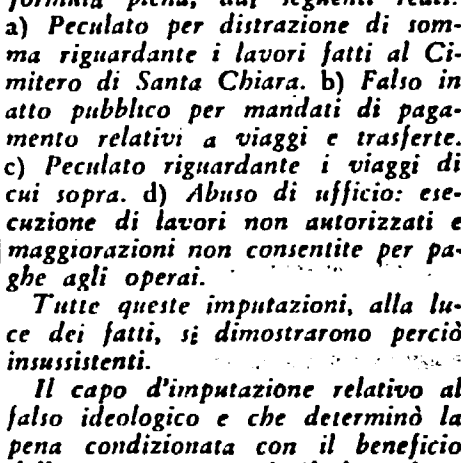 formula piena, dai seguenti reati:
a) Peculato per distrazione di som-
ma riguardante i lavori fatti al Ci-
mitero di Santa Chiara. b) Falso in
atto pubblico per mandati di paga-
mento relativi a viaggi e trasferte.
c) Peculato riguardante i viaggi di
cui sopra. d) Abuso di ufficio: ese-
cuzione di lavori non autorizzati e
maggiorazioni non consentite per pa-
ghe agli operai.
Tutte queste imputazioni, alla lu-
ce dei fatti, si dimostrarono perciò
insussistenti.
Il capo d'imputazione relativo al
falso ideologico e che determinò la
pena condizionata con il beneficio